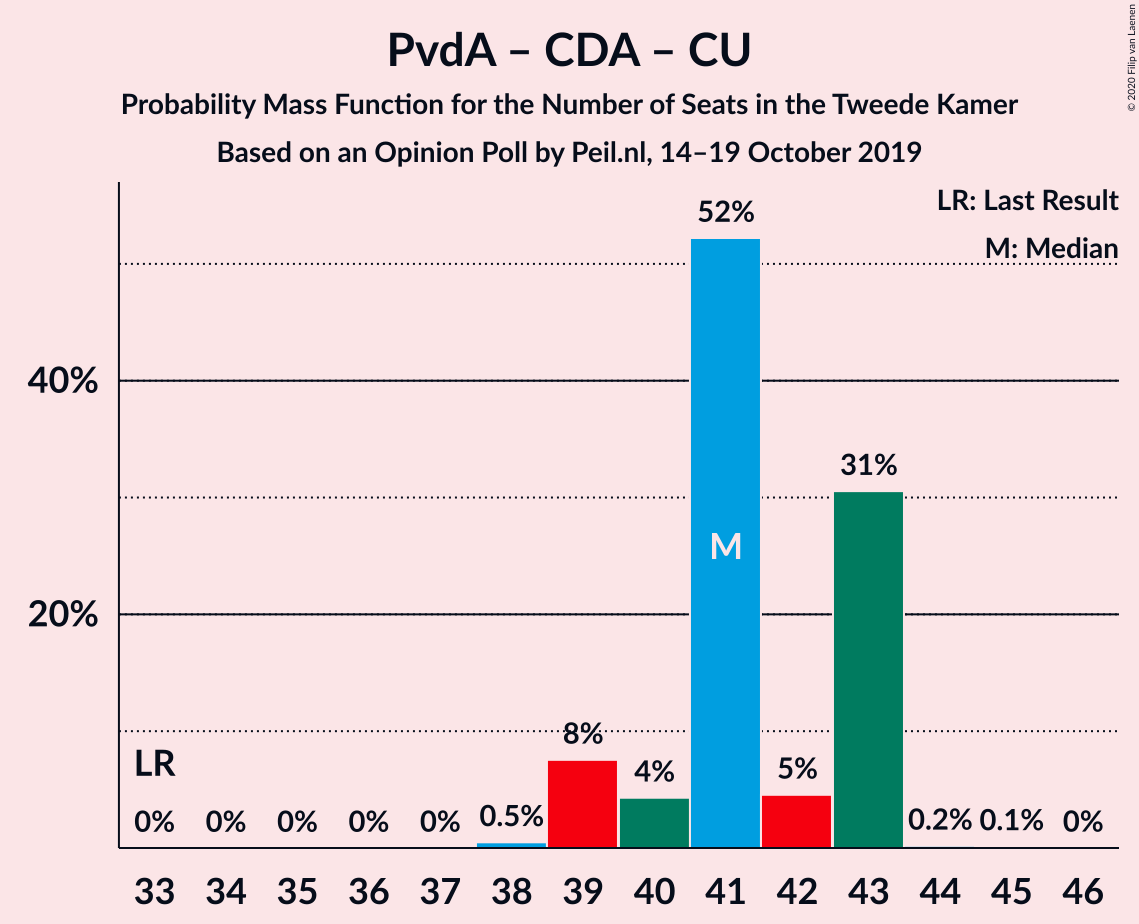 PvdA – CDA – CU
Probability Mass Function for the Number of Seats in the Tweede Kamer
Based on an Opinion Poll by Peil.nl, 14–19 October 2019
© 2020 Filip van Laenen
LR: Last Result
M: Median
52%
40%
31%
M
20%
8%
LR
4%
5%
0% 0% 0% 0% 0% 0.5% 0.2% 0.1% 0%
33 34 35 36 37 38 39 40 41 42 43 44 45 46